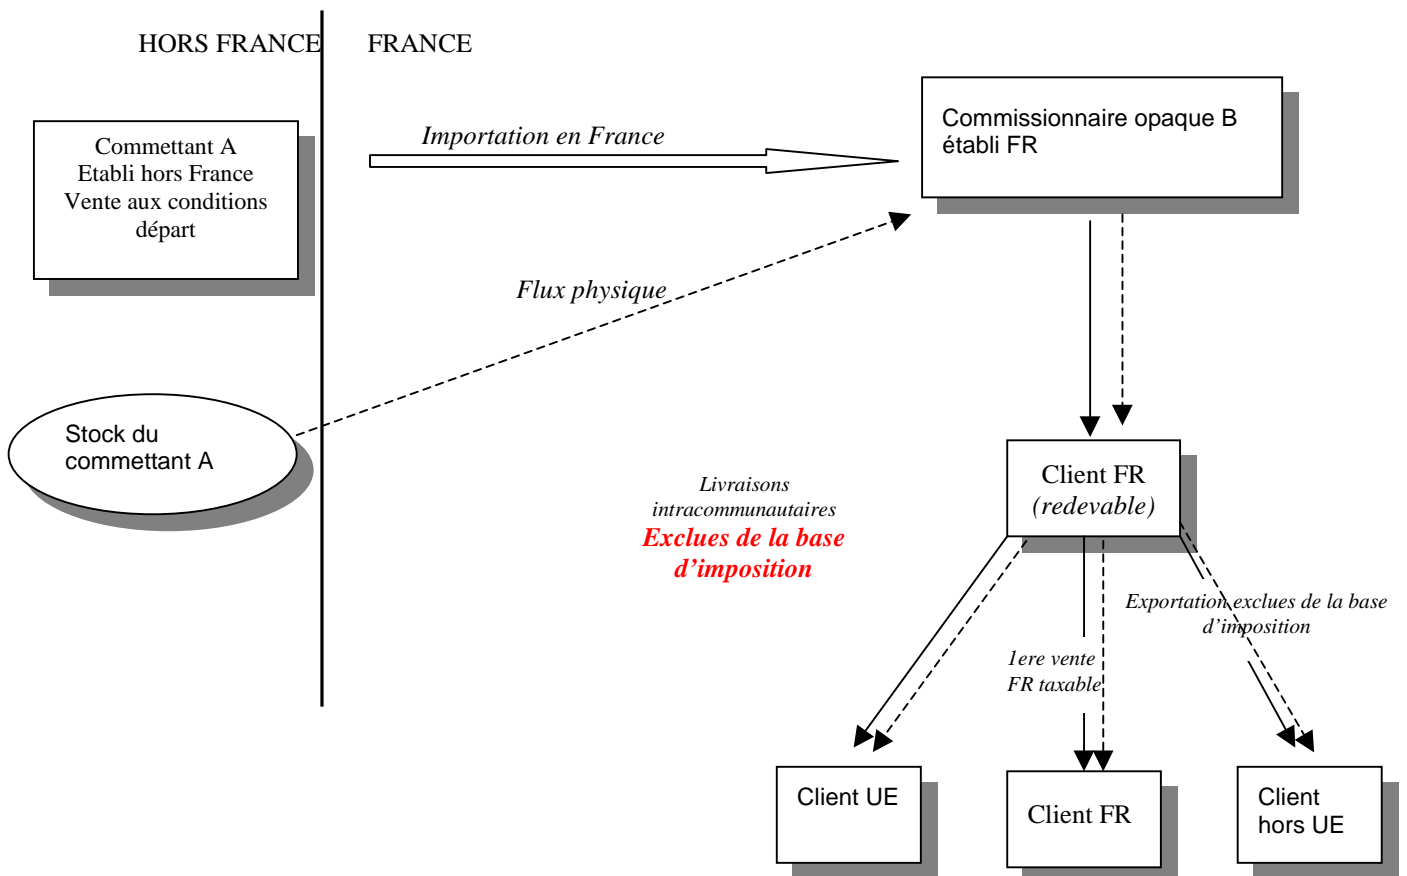 HORS FRANCE
FRANCE
Commettant A
Etabli hors France
Vente aux conditions
départ
Importation en France
Commissionnaire opaque B
établi FR
Flux physique
Stock du
commettant A
Livraisons
intracommunautaires
Exclues de la base
d’imposition
Client FR
(redevable)
Exportation exclues de la base
d’imposition
1ere vente
FR taxable
Client UE
Client FR
Client
hors UE